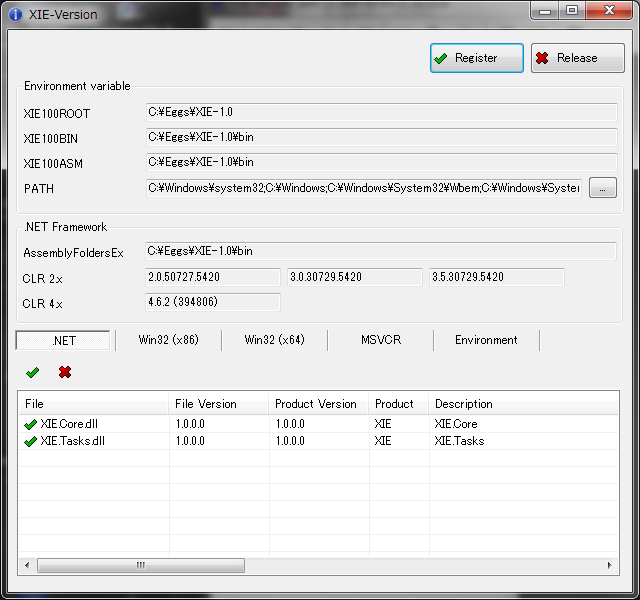 XIE-Version
Register Release
Environment variable
XIE100ROOT C:¥Eggs¥XIE-1.0
XIE100BIN C:¥Eggs¥XIE-1.0¥bin
XIE100ASM C:¥Eggs¥XIE-1.0¥bin
PATH C:¥Windows¥system32;C:¥Windows;C:¥Windows¥System32¥Wbem;C:¥Windows¥System ...
.NET Framework
AssemblyFoldersEx C:¥Eggs¥XIE-1.0¥bin
CLR 2.x 2.0.50727.5420 3.0.30729.5420 3.5.30729.5420
CLR 4.x 4.6.2 (394806)
.NET Win32 (x86) Win32 (x64) MSVCR Environment
File File Version Product Version Product Description
XIE.Core.dll 1.0.0.0 1.0.0.0 XIE XIE.Core
XIE.Tasks.dll 1.0.0.0 1.0.0.0 XIE XIE.Tasks